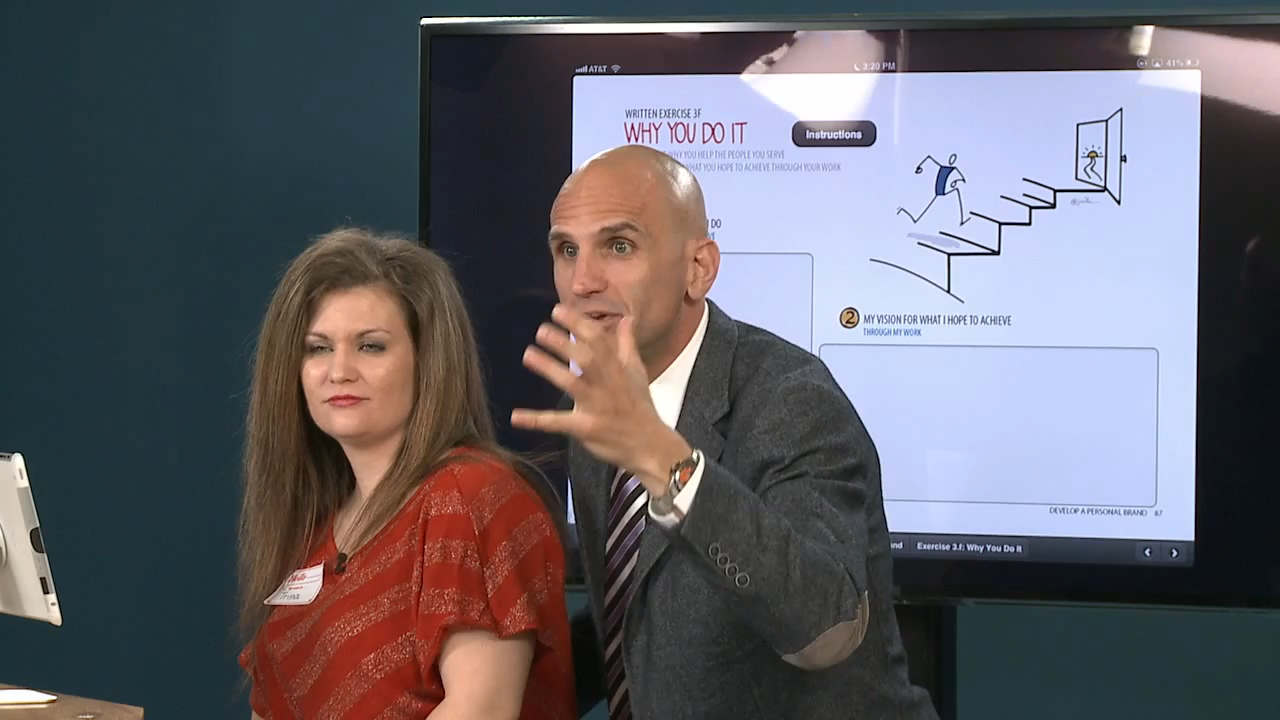 AT&T 3:20 PM 41%
WRITTEN EXERCISE 3F
WHY YOU DO IT
Instructions
WHY YOU HELP THE PEOPLE YOU SERVE
WHAT YOU HOPE TO ACHIEVE THROUGH YOUR WORK
DO
2 MY VISION FOR WHAT I HOPE TO ACHIEVE
THROUGH MY WORK
DEVELOP A PERSONAL BRAND 87
Exercise 3.f: Why You Do It
Hello